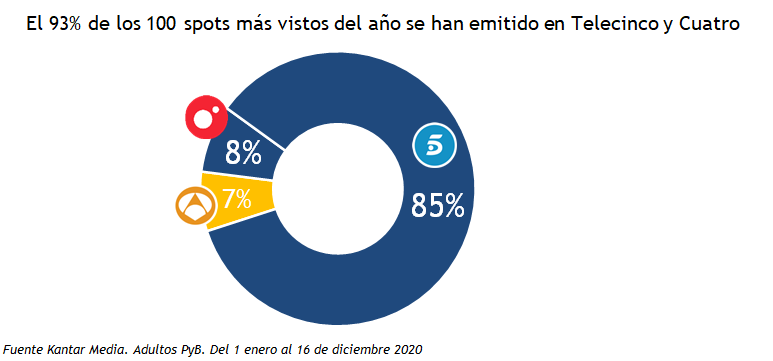 El 93% de los 100 spots más vistos del año se han emitido en Telecinco y Cuatro
8%
7%
5
85%
Fuente Kantar Media. Adultos PyB. Del 1 enero al 16 de diciembre 2020